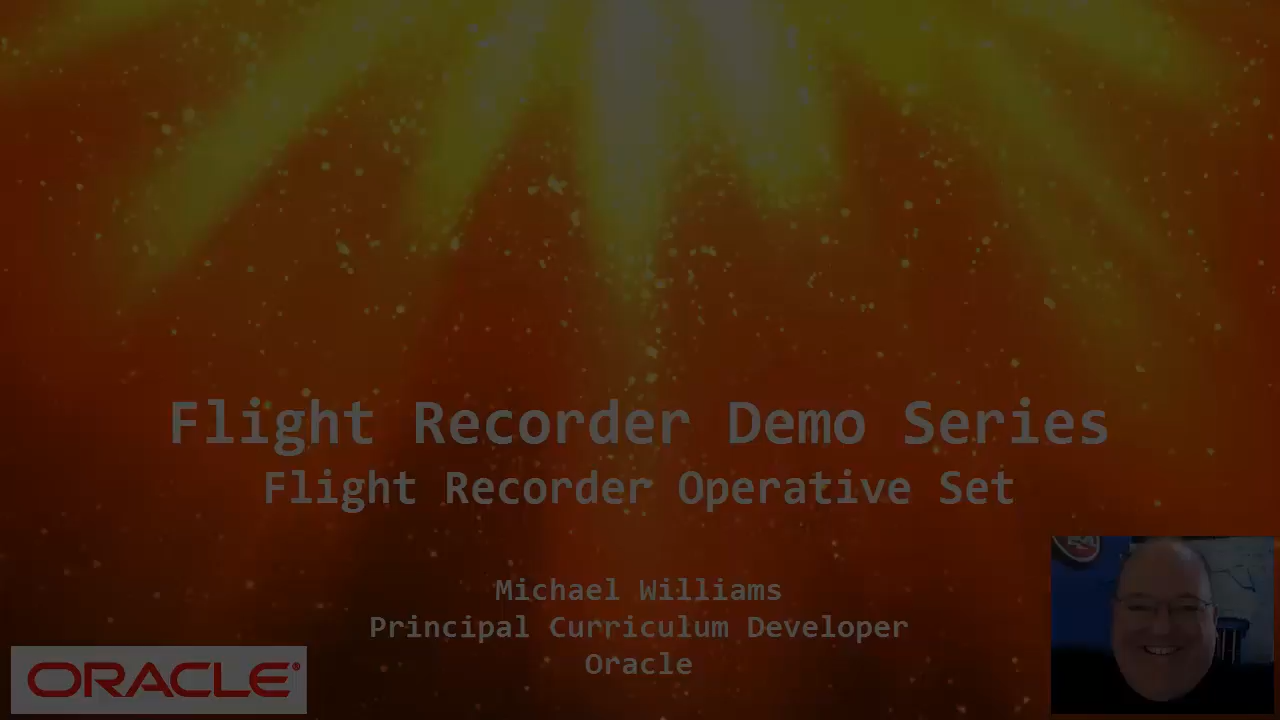 Flight Recorder Demo Series
Flight Recorder Operative Set
Michael Williams
Principal Curriculum Developer
Oracle
ORACLE®